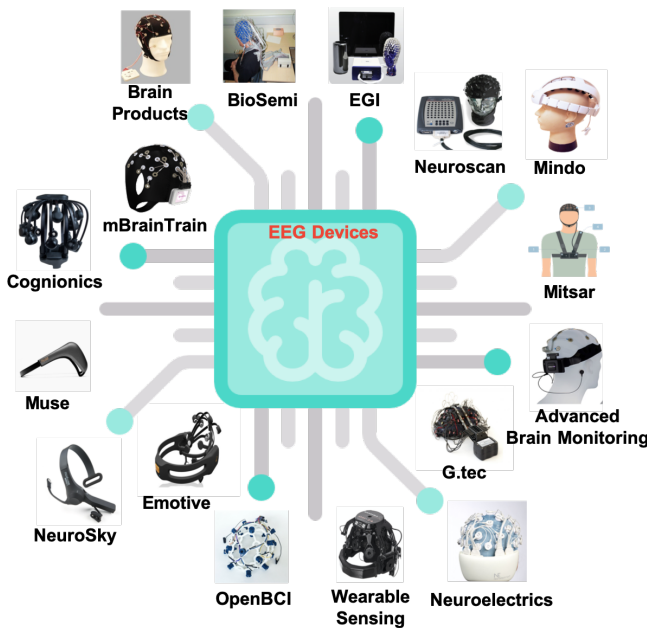 Brain
Products
BioSemi
EGI
Neuroscan
Mindo
mBrainTrain
EEG Devices
Cognionics
Mitsar
Muse
Advanced
Brain Monitoring
G.tec
Emotive
NeuroSky
OpenBCI
Wearable
Sensing
Neuroelectrics